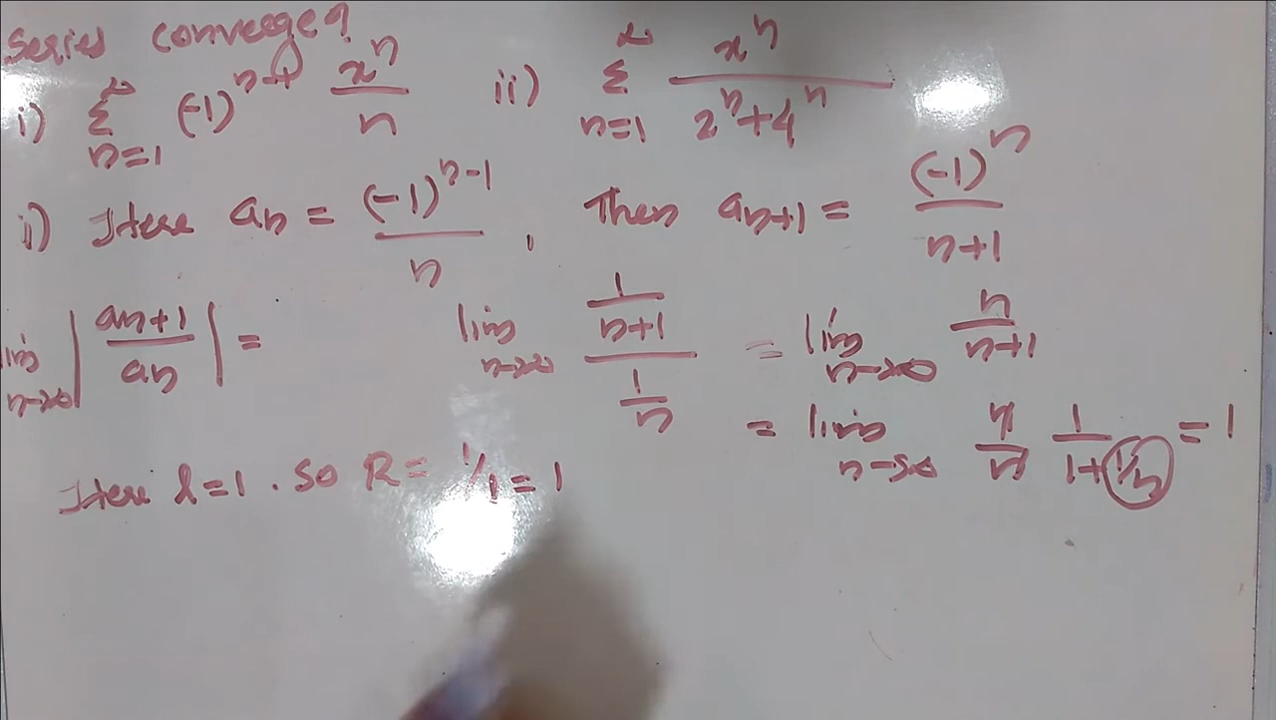 Series converge?
i) ∑_{n=1}^{∞} (-1)^{n-1} x^n/n ii) ∑_{n=1}^{∞} x^n/(2^n+4^n)
i) Here a_n = (-1)^{n-1}/n , Then a_{n+1} = (-1)^n/(n+1)
lim_{n→∞} |a_{n+1}/a_n| = lim_{n→∞} (1/(n+1))/(1/n) = lim_{n→∞} n/(n+1)
= lim_{n→∞} n/n 1/(1+1/n) = 1
Here l=1 . So R = 1/1 = 1